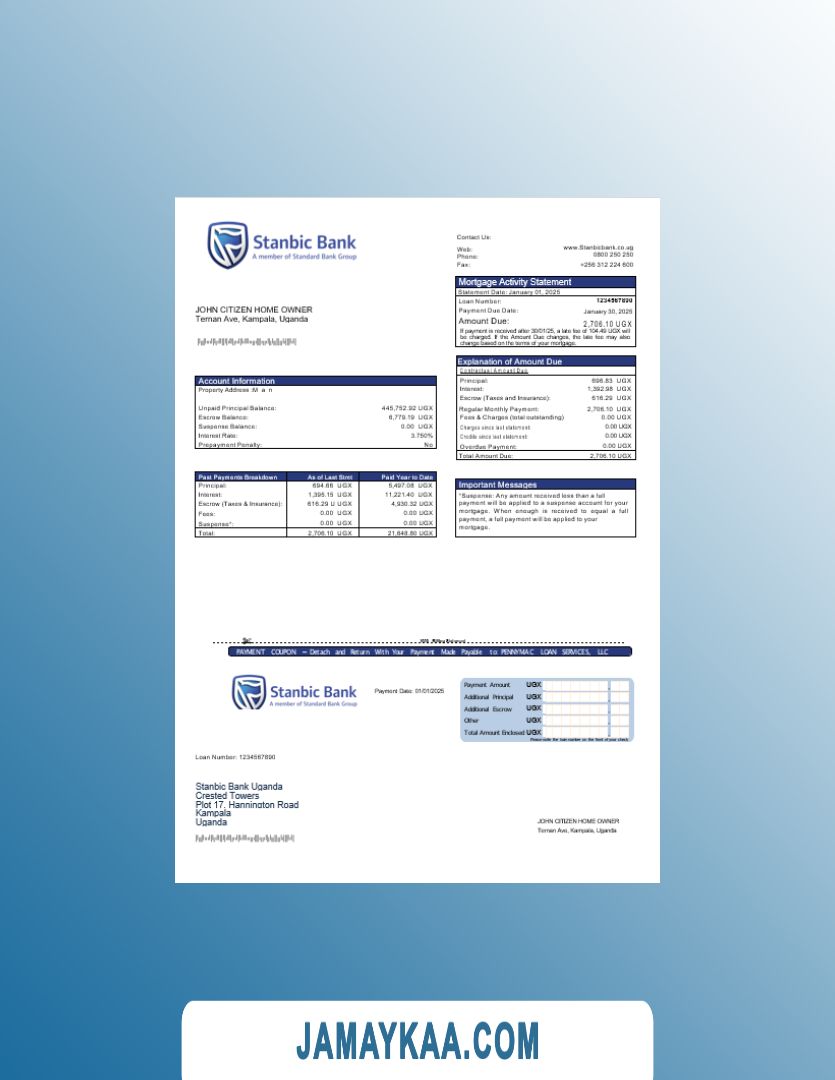 Stanbic Bank
A member of Standard Bank Group
Contact Us:
Web: www.Stanbicbank.co.ug
Phone: 0800 250 250
Fax: +256 312 224 600
Mortgage Activity Statement
Statement Date: January 01, 2025
Loan Number: 1234567890
Payment Due Date: January 30, 2025
Amount Due: 2,706.10 UGX
If payment is received after 30/01/25, a late fee of 104.49 UGX will
be charged. If the Amount Due changes, the late fee may also
change based on the terms of your mortgage.
JOHN CITIZEN HOME OWNER
Ternan Ave, Kampala, Uganda
Explanation of Amount Due
Contractual Amount Due
Principal: 696.83 UGX
Interest: 1,392.98 UGX
Escrow (Taxes and Insurance): 616.29 UGX
Regular Monthly Payment: 2,706.10 UGX
Fees & Charges (total outstanding) 0.00 UGX
Charges since last statement: 0.00 UGX
Credits since last statement: 0.00 UGX
Overdue Payment: 0.00 UGX
Total Amount Due: 2,706.10 UGX
Account Information
Property Address :M a n
Unpaid Principal Balance: 445,752.92 UGX
Escrow Balance: 6,779.19 UGX
Suspense Balance: 0.00 UGX
Interest Rate: 3.750%
Prepayment Penalty: No
Past Payments Breakdown As of Last Stmt Paid Year to Date
Principal: 694.66 UGX 5,497.08 UGX
Interest: 1,395.15 UGX 11,221.40 UGX
Escrow (Taxes & Insurance): 616.29 U UGX 4,930.32 UGX
Fees: 0.00 UGX 0.00 UGX
Suspense*: 0.00 UGX 0.00 UGX
Total: 2,706.10 UGX 21,648.80 UGX
Important Messages
*Suspense: Any amount received less than a full
payment will be applied to a suspense account for your
mortgage. When enough is received to equal a full
payment, a full payment will be applied to your
mortgage.
PAYMENT COUPON – Detach and Return With Your Payment Made Payable to: PENNYMAC LOAN SERVICES, LLC
Stanbic Bank
A member of Standard Bank Group
Payment Date: 01/01/2025
Payment Amount UGX
Additional Principal UGX
Additional Escrow UGX
Other UGX
Total Amount Enclosed UGX
Please write the loan number on the front of your check
Loan Number: 1234567890
Stanbic Bank Uganda
Crested Towers
Plot 17, Hannington Road
Kampala
Uganda
JOHN CITIZEN HOME OWNER
Ternan Ave, Kampala, Uganda
JAMAYKAA.COM